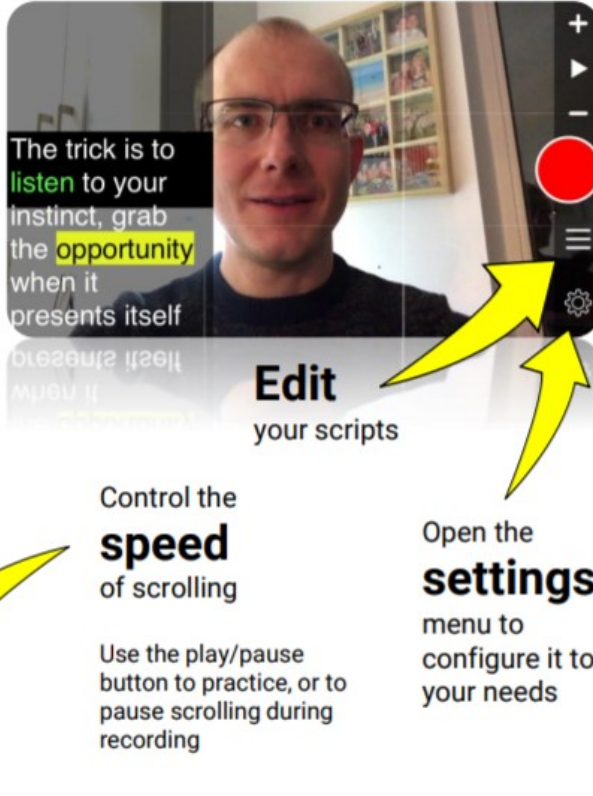 The trick is to
listen to your
instinct, grab
the opportunity
when it
presents itself
Edit
your scripts
Control the
speed
of scrolling
Use the play/pause
button to practice, or to
pause scrolling during
recording
Open the
settings
menu to
configure it to
your needs